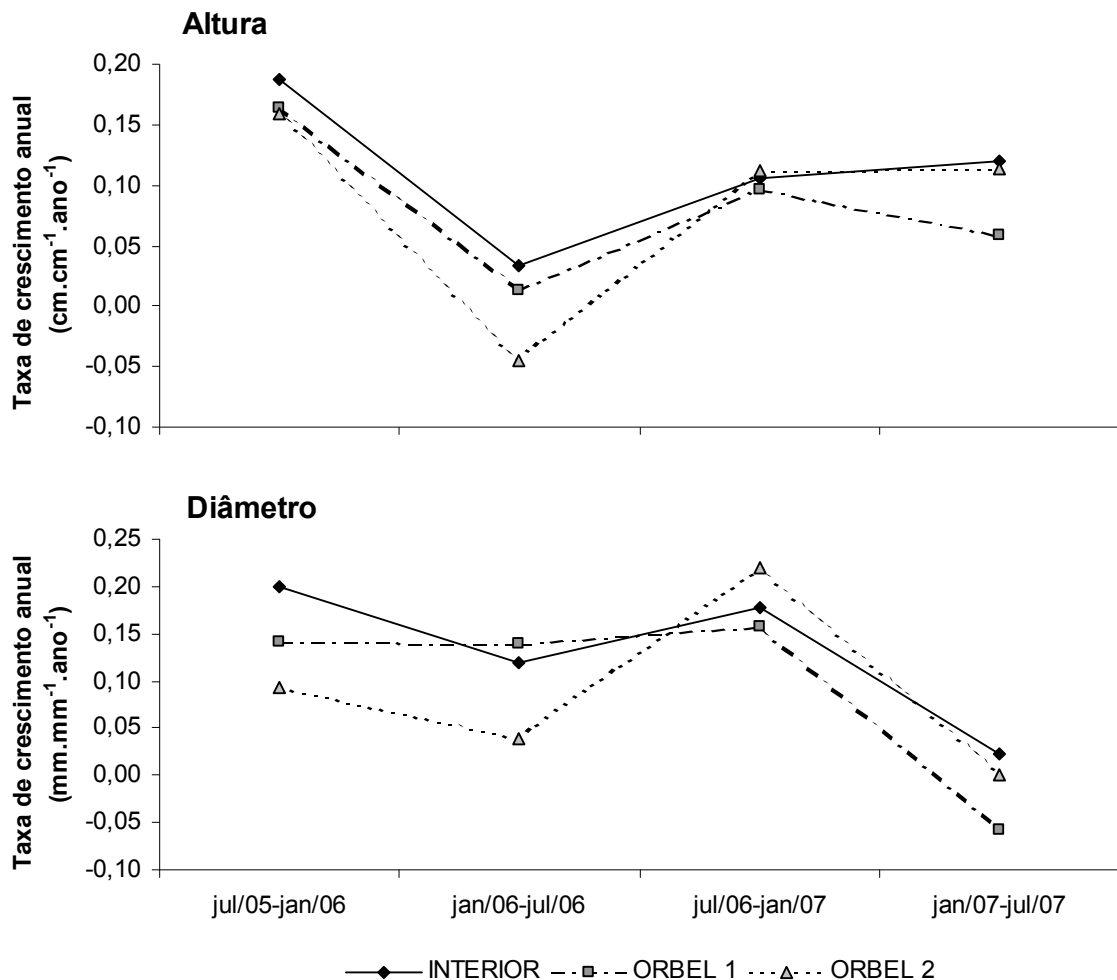 Altura
Taxa de crescimento anual
(cm.cm⁻¹.ano⁻¹)
0,20
0,15
0,10
0,05
0,00
-0,05
-0,10
Diâmetro
Taxa de crescimento anual
(mm.mm⁻¹.ano⁻¹)
0,25
0,20
0,15
0,10
0,05
0,00
-0,05
-0,10
jul/05-jan/06 jan/06-jul/06 jul/06-jan/07 jan/07-jul/07
INTERIOR ORBEL 1 ORBEL 2